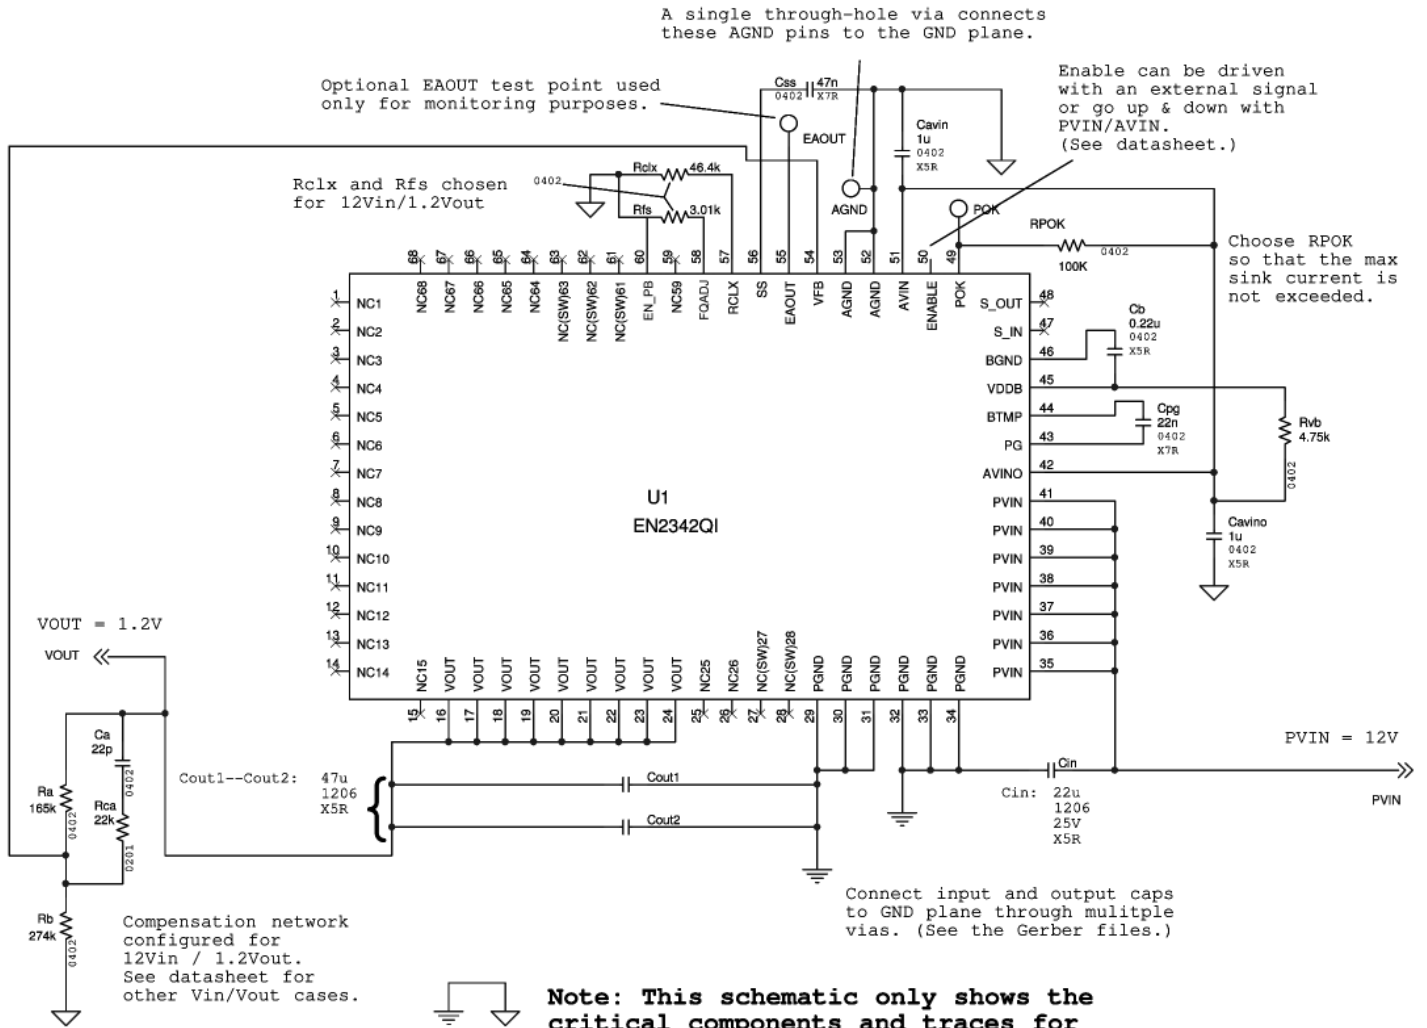 A single through-hole via connects
these AGND pins to the GND plane.
Optional EAOUT test point used
only for monitoring purposes.
Enable can be driven
with an external signal
or go up & down with
PVIN/AVIN.
(See datasheet.)
Css 47n
0402 X7R
EAOUT
Cavin
1u
0402
X5R
Rclx and Rfs chosen
for 12Vin/1.2Vout
0402
Rclx 46.4k
Rfs 3.01k
AGND
POK
RPOK
0402
100K
Choose RPOK
so that the max
sink current is
not exceeded.
68 67 66 65 64 63 62 61 60 59 58 57 56 55 54 53 52 51 50 49
NC68 NC67 NC66 NC65 NC64 NC(SW)63 NC(SW)62 NC(SW)61 EN_PB NC59 FQADJ RCLX SS EAOUT VFB AGND AGND AVIN ENABLE POK
1 NC1
2 NC2
3 NC3
4 NC4
5 NC5
6 NC6
7 NC7
8 NC8
9 NC9
10 NC10
11 NC11
12 NC12
13 NC13
14 NC14
U1
EN2342QI
S_OUT 48
S_IN 47
BGND 46
VDDB 45
BTMP 44
PG 43
AVINO 42
PVIN 41
PVIN 40
PVIN 39
PVIN 38
PVIN 37
PVIN 36
PVIN 35
Cb
0.22u
0402
X5R
Cpg
22n
0402
X7R
Rvb
4.75k
0402
Cavino
1u
0402
X5R
NC15 VOUT VOUT VOUT VOUT VOUT VOUT VOUT VOUT VOUT NC25 NC26 NC(SW)27 NC(SW)28 PGND PGND PGND PGND PGND PGND
15 16 17 18 19 20 21 22 23 24 25 26 27 28 29 30 31 32 33 34
VOUT = 1.2V
VOUT
Ca
22p
0402
Ra
165k
0402
Rca
22k
0201
Rb
274k
0402
Cout1--Cout2: 47u
1206
X5R
Cout1
Cout2
Cin
Cin: 22u
1206
25V
X5R
PVIN = 12V
PVIN
Connect input and output caps
to GND plane through mulitple
vias. (See the Gerber files.)
Compensation network
configured for
12Vin / 1.2Vout.
See datasheet for
other Vin/Vout cases.
Note: This schematic only shows the
critical components and traces for